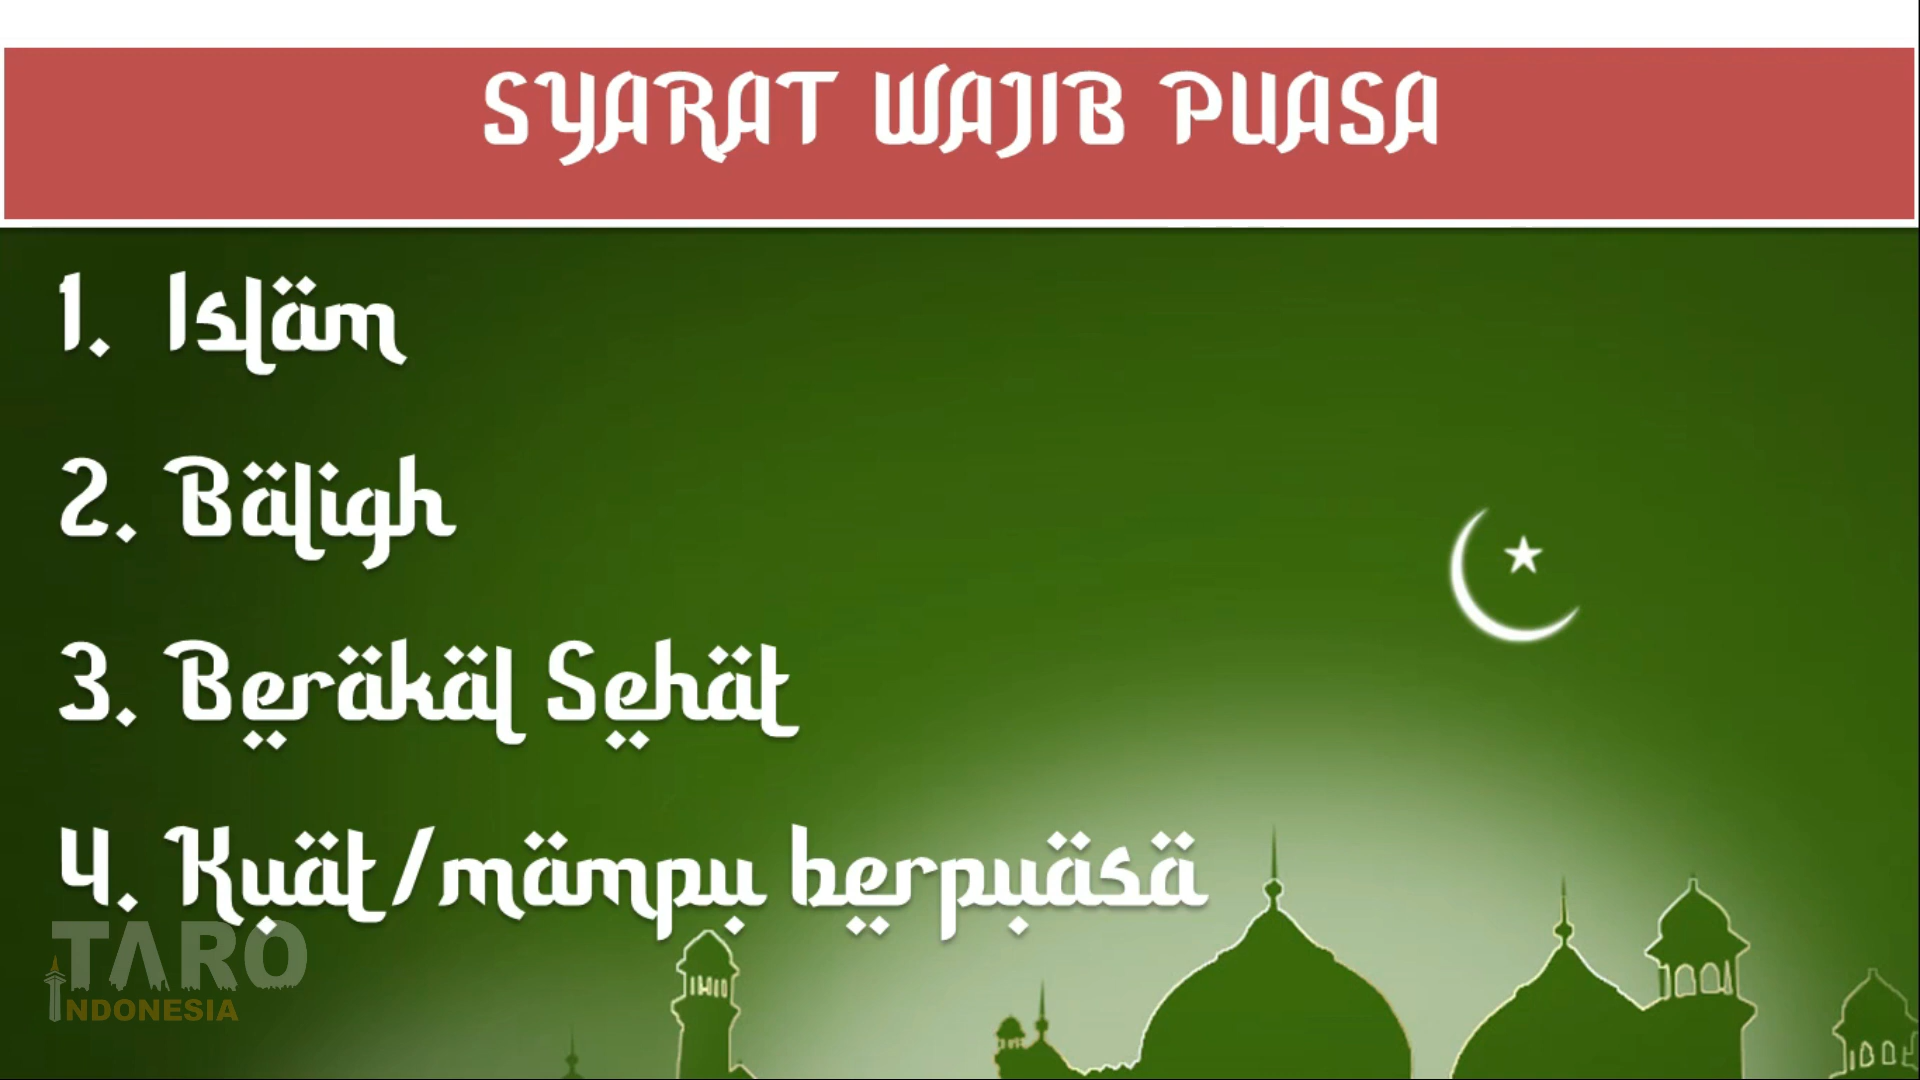 SYARAT WAJIB PUASA
1. Islam
2. Baligh
3. Berakal Sehat
4. Kuat/mampu berpuasa
TARO
INDONESIA